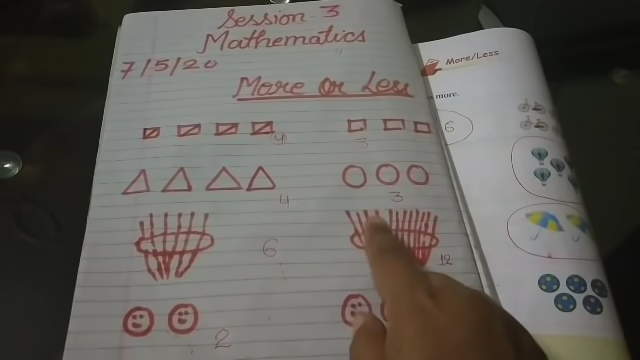 Session-3
Mathematics
7/5/20
More or Less
4
3
4
3
6
12
2
More/Less
more.
6